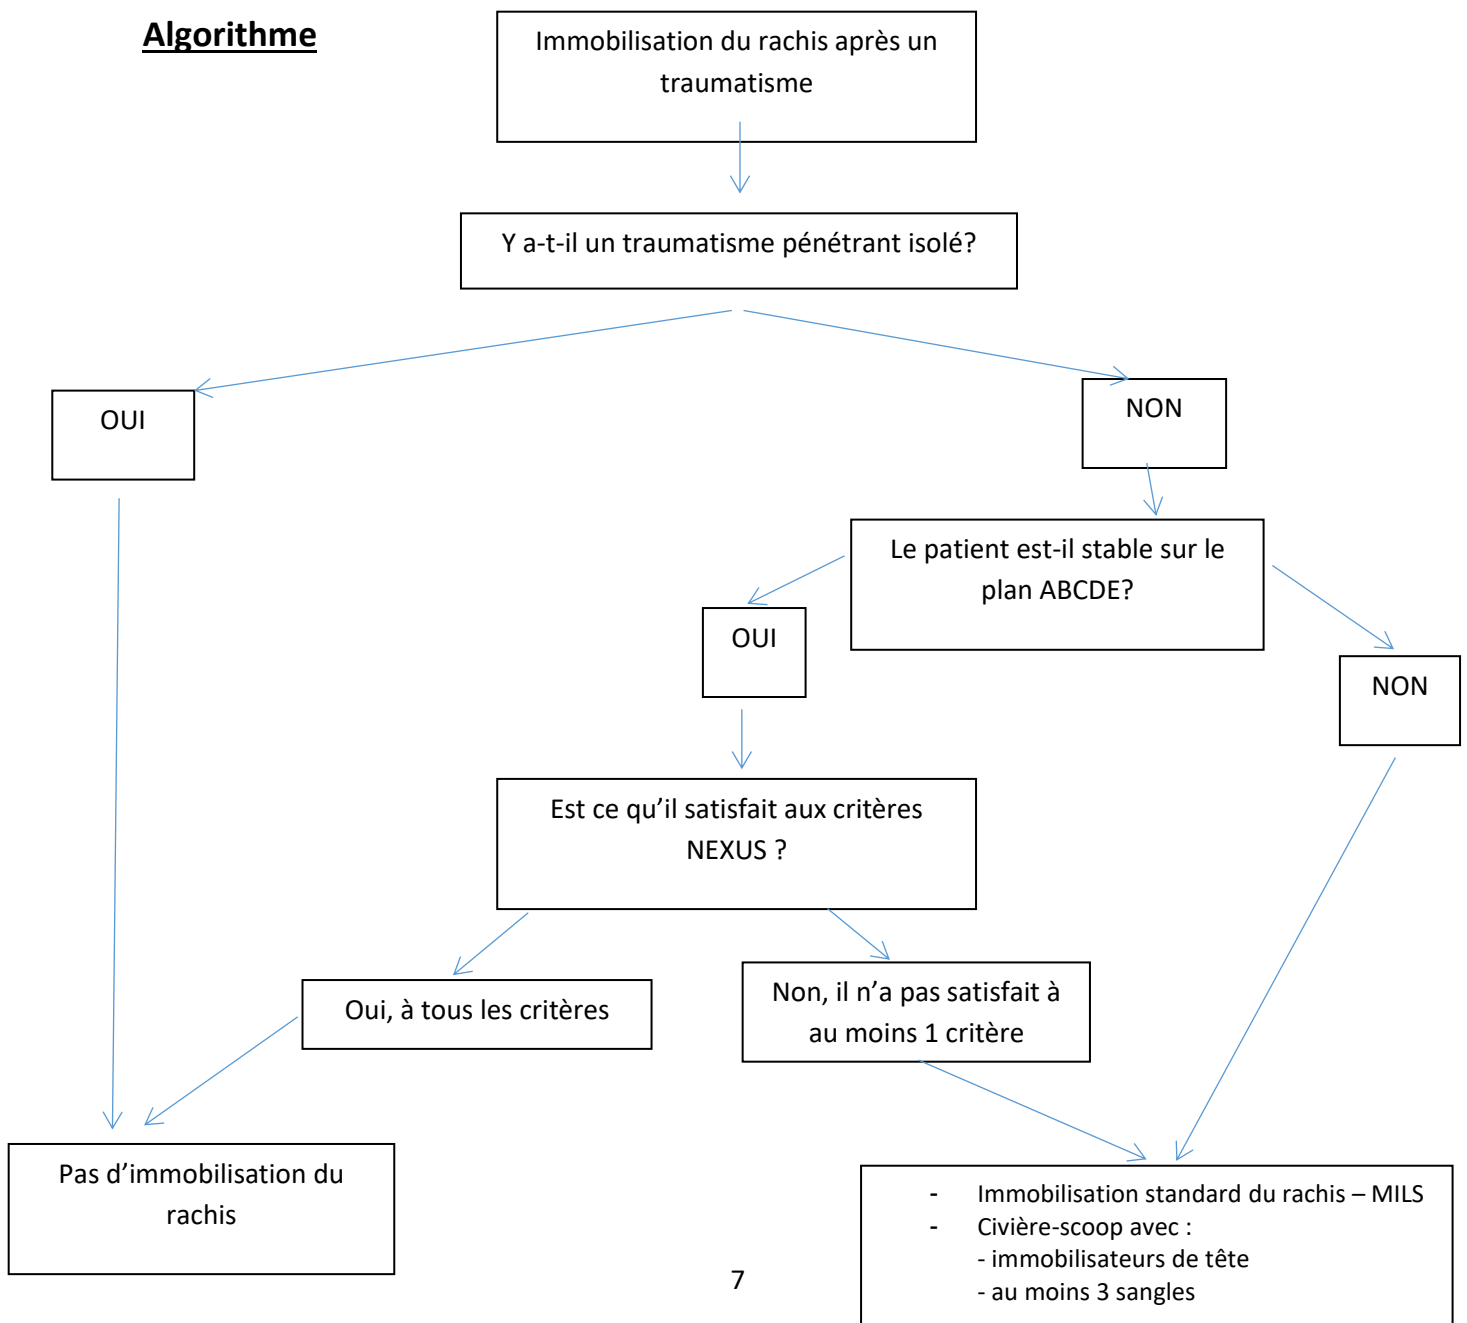 Algorithme
Immobilisation du rachis après un
traumatisme
Y a-t-il un traumatisme pénétrant isolé?
OUI
NON
Le patient est-il stable sur le
plan ABCDE?
OUI
NON
Est ce qu’il satisfait aux critères
NEXUS ?
Oui, à tous les critères
Non, il n’a pas satisfait à
au moins 1 critère
Pas d’immobilisation du
rachis
- Immobilisation standard du rachis – MILS
- Civière-scoop avec :
- immobilisateurs de tête
- au moins 3 sangles
7